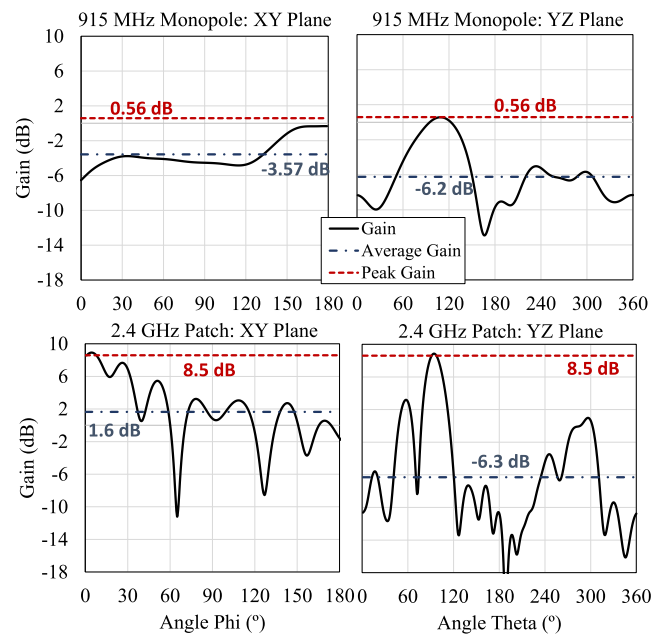 915 MHz Monopole: XY Plane
915 MHz Monopole: YZ Plane
10
6
2
-2
-6
-10
-14
-18
Gain (dB)
0.56 dB
-3.57 dB
0.56 dB
-6.2 dB
0 30 60 90 120 150 180
0 60 120 180 240 300 360
Gain
Average Gain
Peak Gain
2.4 GHz Patch: XY Plane
2.4 GHz Patch: YZ Plane
10
6
2
-2
-6
-10
-14
-18
Gain (dB)
8.5 dB
1.6 dB
8.5 dB
-6.3 dB
0 30 60 90 120 150 180
0 60 120 180 240 300 360
Angle Phi (º)
Angle Theta (º)